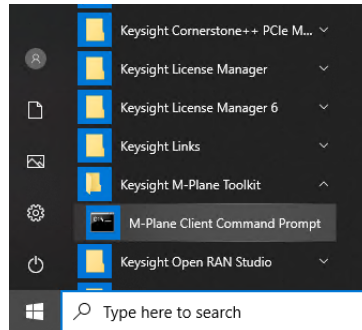 Keysight Cornerstone++ PCIe M...
Keysight License Manager
Keysight License Manager 6
Keysight Links
Keysight M-Plane Toolkit
M-Plane Client Command Prompt
Keysight Open RAN Studio
Type here to search